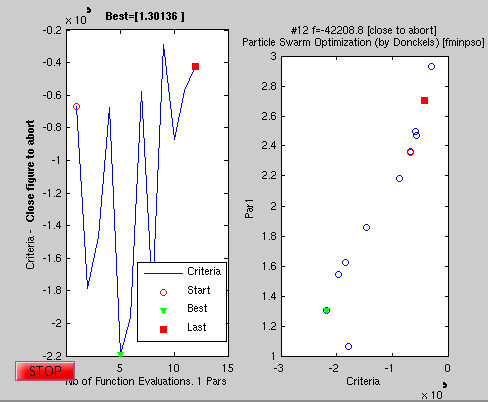 x 10⁵
Best=[1.30136 ]
-0.2
-0.4
-0.6
-0.8
-1
-1.2
-1.4
-1.6
-1.8
-2
-2.2
Criteria - Close figure to abort
Criteria
Start
Best
Last
5
10
15
Nb of Function Evaluations. 1 Pars
STOP
#12 f=-42208.8 [close to abort]
Particle Swarm Optimization (by Donckels) [fminpso]
3
2.8
2.6
2.4
2.2
2
1.8
1.6
1.4
1.2
1
Par1
-3
-2
-1
0
Criteria
x 10⁵